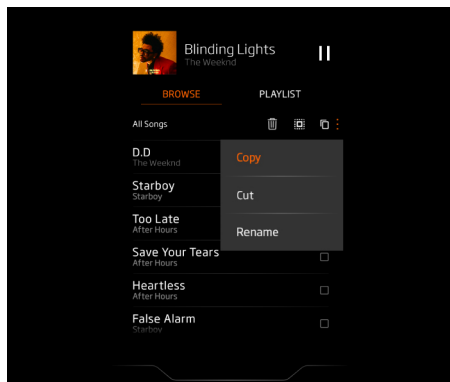 Blinding Lights
The Weeknd
BROWSE PLAYLIST
All Songs
D.D
The Weeknd
Copy
Starboy
Starboy
Cut
Too Late
After Hours
Rename
Save Your Tears
After Hours
Heartless
After Hours
False Alarm
Starboy